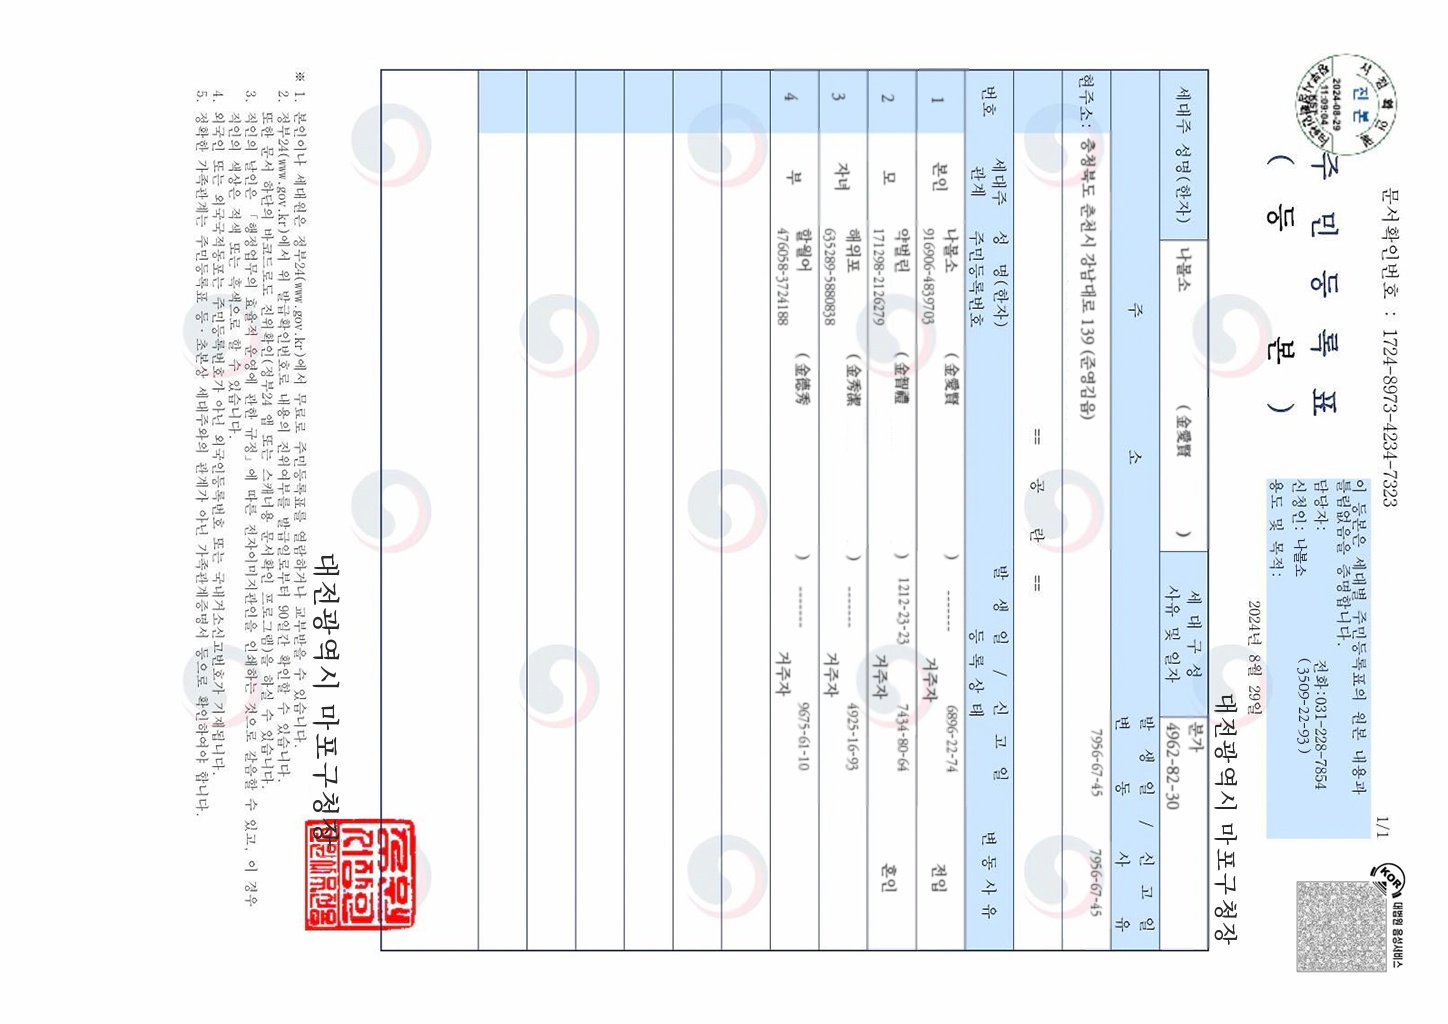 문서확인번호 : 1724-8973-4234-7323
1/1
대법원 음성서비스
KOR
진본
2024-08-29
11:09:04
주 민 등 록 표
( 등 본 )
이 등본은 세대별 주민등록표의 원본 내용과
틀림없음을 증명합니다.
담당자: 전화:031-228-7854
신청인: 나볼소 (3509-22-93)
용도 및 목적:
2024년 8월 29일
대전광역시 마포구청장
세대주 성명(한자) 나볼소 ( 金愛賢 ) 세 대 구 성 분가
사유 및 일자 4962-82-30
주 소 발 생 일 / 신 고 일
변 동 사 유
현주소: 충청북도 춘천시 강남대로 139 (준영김읍) 7956-67-45 7956-67-45
== 공 란 ==
번호 세대주 성 명(한자) 발 생 일 / 신 고 일 변 동 사 유
관계 주민등록번호 등 록 상 태
1 본인 나볼소 ( 金愛賢 ) ------- 6896-22-74 전입
916906-4839703 거주자
2 모 약벌린 ( 金智禮 ) 1212-23-23 7434-80-64 혼인
171298-2126279 거주자
3 자녀 해위포 ( 金秀潔 ) ------- 4925-16-93
635289-5880838 거주자
4 부 할월어 ( 金德秀 ) ------- 9675-61-10
476058-3724188 거주자
대전광역시 마포구청장
※ 1. 본인이나 세대원은 정부24(www.gov.kr)에서 무료로 주민등록표를 열람하거나 교부받을 수 있습니다.
2. 정부24(www.gov.kr)에서 위 발급확인번호로 내용의 진위여부를 발급일로부터 90일간 확인할 수 있습니다.
또한 문서 하단의 바코드로도 진위확인(정부24 앱 또는 스캐너용 문서확인 프로그램)을 하실 수 있습니다.
3. 직인의 날인은 「행정업무의 효율적 운영에 관한 규정」에 따른 전자이미지관인을 인쇄하는 것으로 갈음할 수 있고, 이 경우
직인의 색상은 적색 또는 흑색으로 할 수 있습니다.
4. 외국인 또는 외국국적동포는 주민등록번호가 아닌 외국인등록번호 또는 국내거소신고번호가 기재됩니다.
5. 정확한 가족관계는 주민등록표 등·초본상 세대주와의 관계가 아닌 가족관계증명서 등으로 확인하여야 합니다.